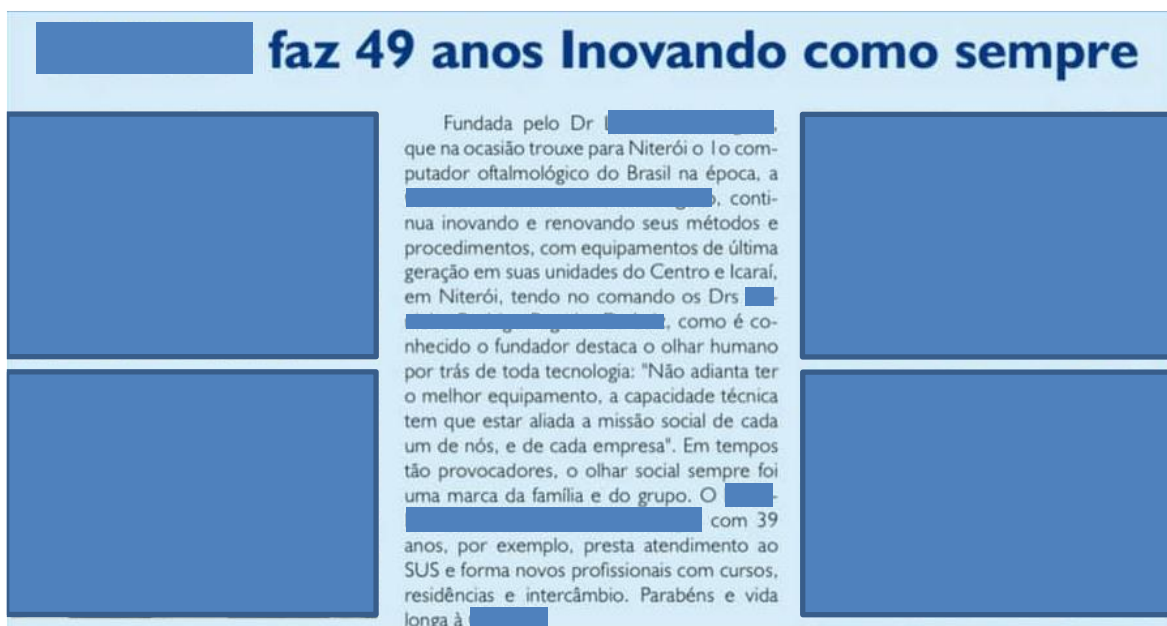 faz 49 anos Inovando como sempre
Fundada pelo Dr
que na ocasião trouxe para Niterói o 1o com-
putador oftalmológico do Brasil na época, a
, conti-
nua inovando e renovando seus métodos e
procedimentos, com equipamentos de última
geração em suas unidades do Centro e Icaraí,
em Niterói, tendo no comando os Drs
, como é co-
nhecido o fundador destaca o olhar humano
por trás de toda tecnologia: "Não adianta ter
o melhor equipamento, a capacidade técnica
tem que estar aliada a missão social de cada
um de nós, e de cada empresa". Em tempos
tão provocadores, o olhar social sempre foi
uma marca da família e do grupo. O
com 39
anos, por exemplo, presta atendimento ao
SUS e forma novos profissionais com cursos,
residências e intercâmbio. Parabéns e vida
longa à